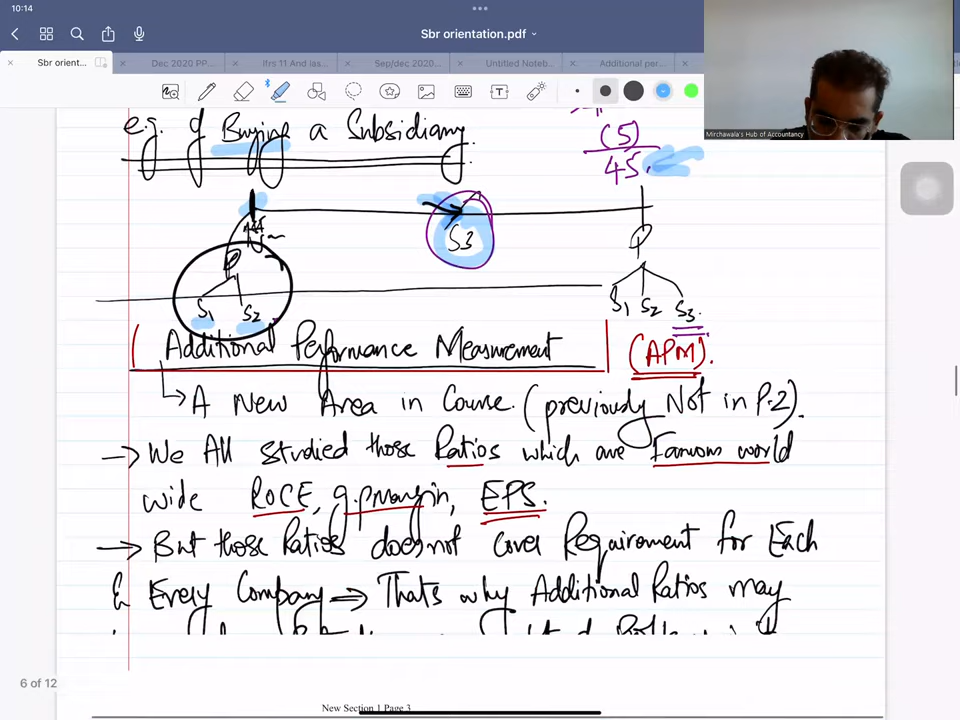 10:14
Sbr orientation.pdf
Sbr orient...
Dec 2020 PP...
Ifrs 11 And ias...
Sep/dec 2020...
Untitled Noteb...
Additional per...
Mirchawala's Hub of Accountancy
e.g. of Buying a Subsidiary.
(5)
45.
S3
P
P
S1 S2
S1 S2 S3.
Additional Performance Measurement (APM).
A New Area in Course. (previously Not in P.2).
→ We All studied those Ratios which are Famous world
wide ROCE, g.pmargin, EPS.
→ But those Ratios doesnot cover Requirement for Each
& Every Company ⇒ That's why Additional Ratios may
6 of 12
New Section 1 Page 3